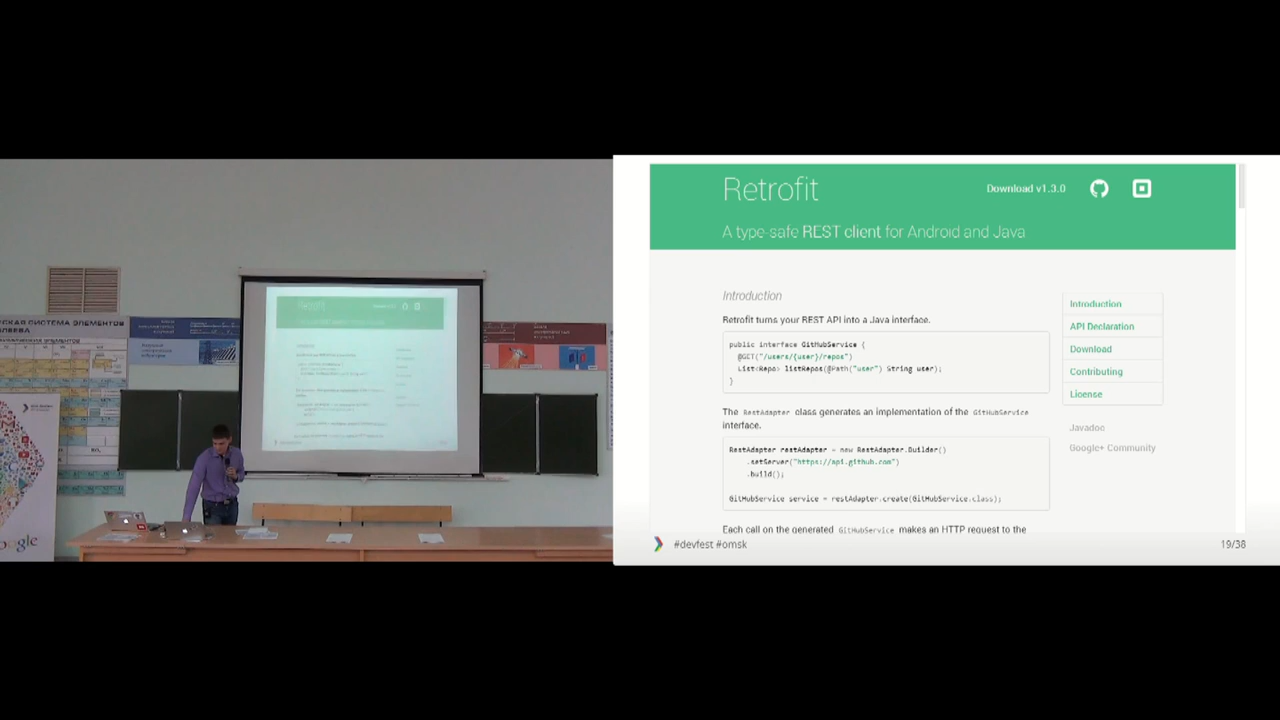 СКАЯ СИСТЕМА ЭЛЕМЕНТОВ
Retrofit
Download v1.3.0
A type-safe REST client for Android and Java
Introduction
Retrofit turns your REST API into a Java interface.
public interface GitHubService {
@GET("/users/{user}/repos")
List<Repo> listRepos(@Path("user") String user);
}
The RestAdapter class generates an implementation of the GitHubService
interface.
RestAdapter restAdapter = new RestAdapter.Builder()
.setServer("https://api.github.com")
.build();
GitHubService service = restAdapter.create(GitHubService.class);
Each call on the generated GitHubService makes an HTTP request to the
Introduction
API Declaration
Download
Contributing
License
Javadoc
Google+ Community
#devfest #omsk
19/38